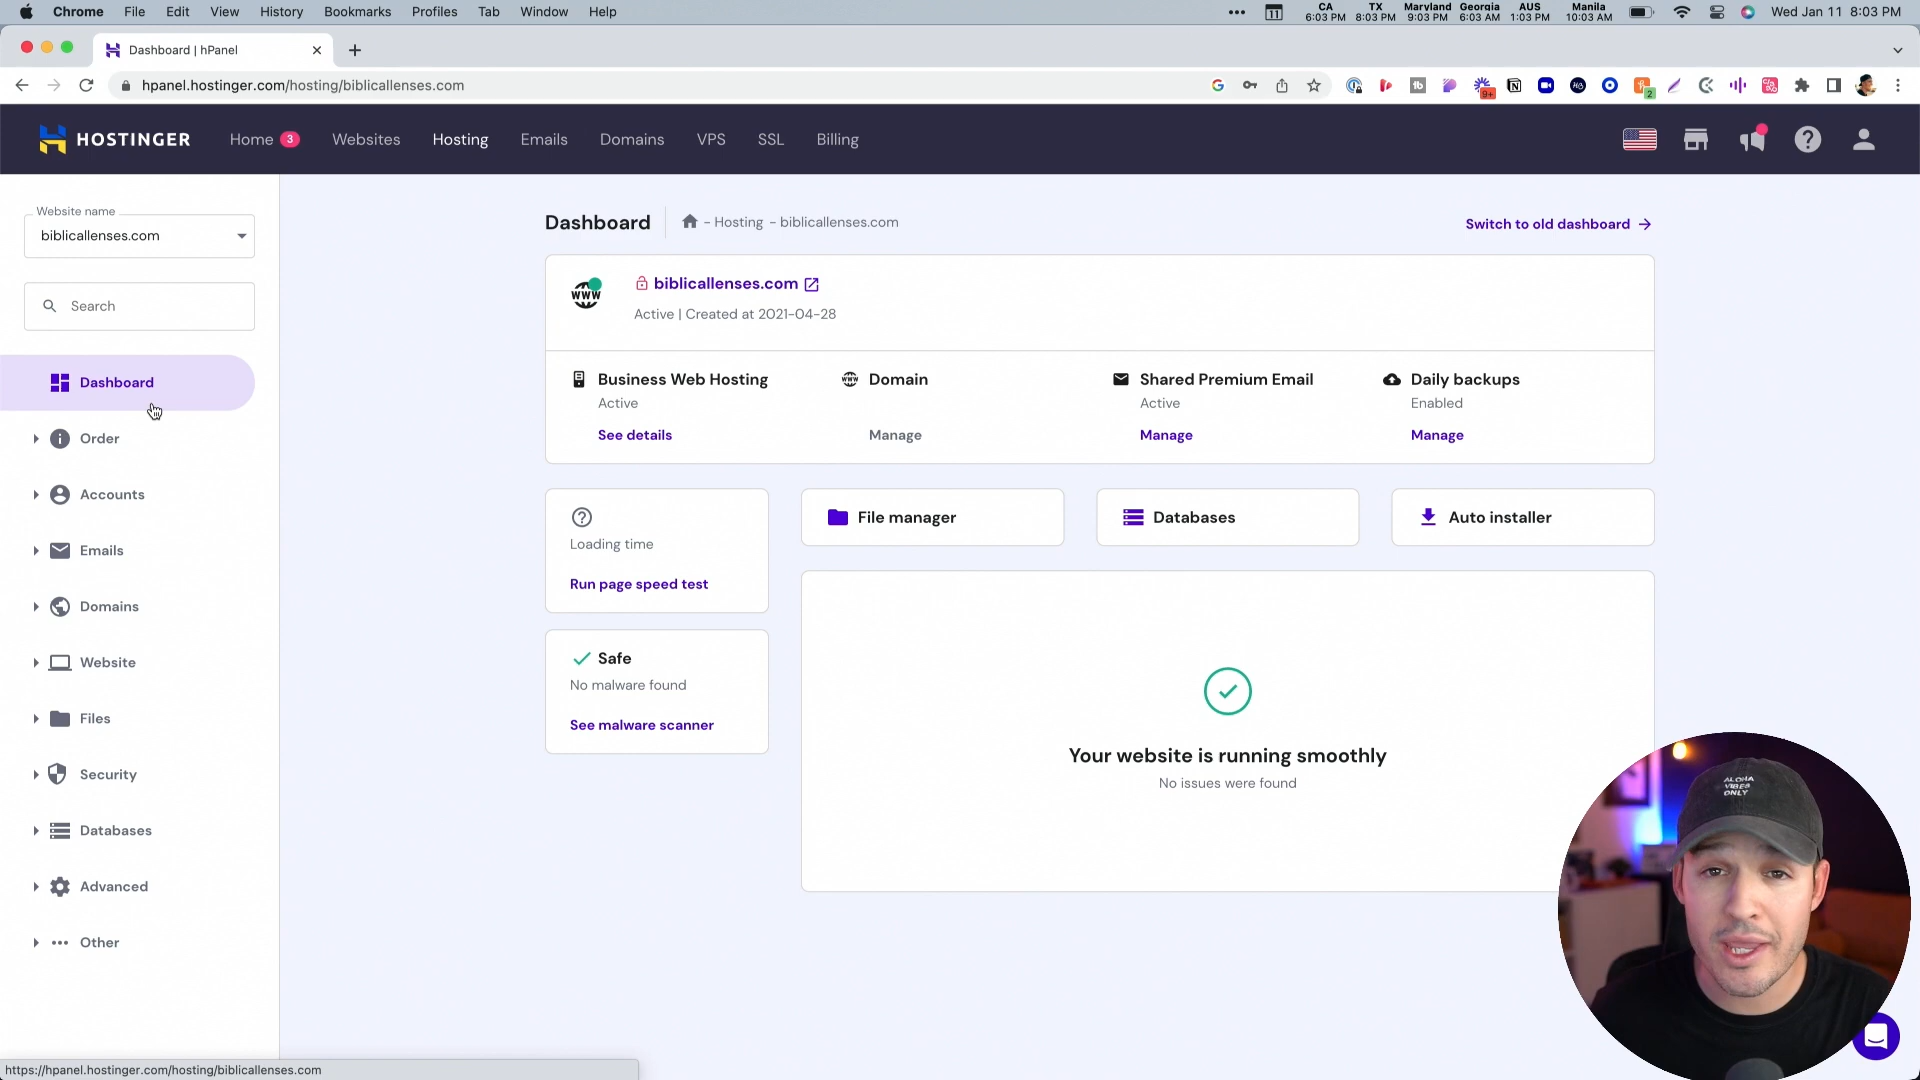 Chrome File Edit View History Bookmarks Profiles Tab Window Help
11
CA 6:03 PM
TX 8:03 PM
Maryland 9:03 PM
Georgia 6:03 AM
AUS 1:03 PM
Manila 10:03 AM
Wed Jan 11 8:03 PM
Dashboard | hPanel
hpanel.hostinger.com/hosting/biblicallenses.com
9+
2
HOSTINGER
Home 3 Websites Hosting Emails Domains VPS SSL Billing
Website name
biblicallenses.com
Search
Dashboard
Order
Accounts
Emails
Domains
Website
Files
Security
Databases
Advanced
Other
Dashboard - Hosting - biblicallenses.com
Switch to old dashboard
www
biblicallenses.com
Active | Created at 2021-04-28
Business Web Hosting
Active
See details
Domain
Manage
Shared Premium Email
Active
Manage
Daily backups
Enabled
Manage
Loading time
Run page speed test
File manager
Databases
Auto installer
Safe
No malware found
See malware scanner
Your website is running smoothly
No issues were found
ALOHA
VIBES
ONLY
https://hpanel.hostinger.com/hosting/biblicallenses.com